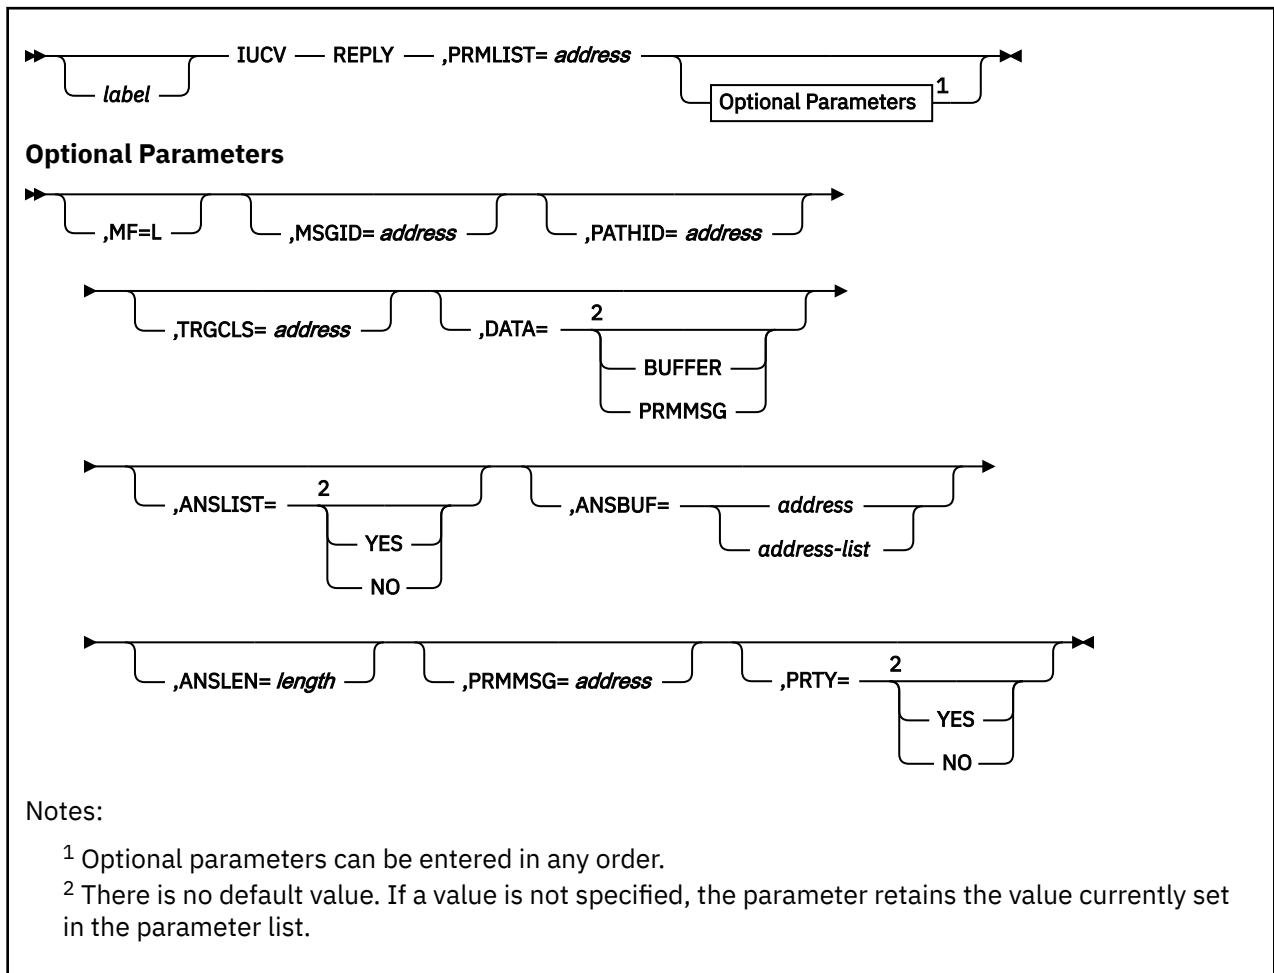 IUCV REPLY ,PRMLIST= address
label
Optional Parameters 1
Optional Parameters
,MF=L ,MSGID= address ,PATHID= address
,TRGCLS= address ,DATA= 2
BUFFER
PRMMSG
,ANSLIST= 2 ,ANSBUF= address
YES address-list
NO
,ANSLEN= length ,PRMMSG= address ,PRTY= 2
YES
NO
Notes:
1 Optional parameters can be entered in any order.
2 There is no default value. If a value is not specified, the parameter retains the value currently set
in the parameter list.